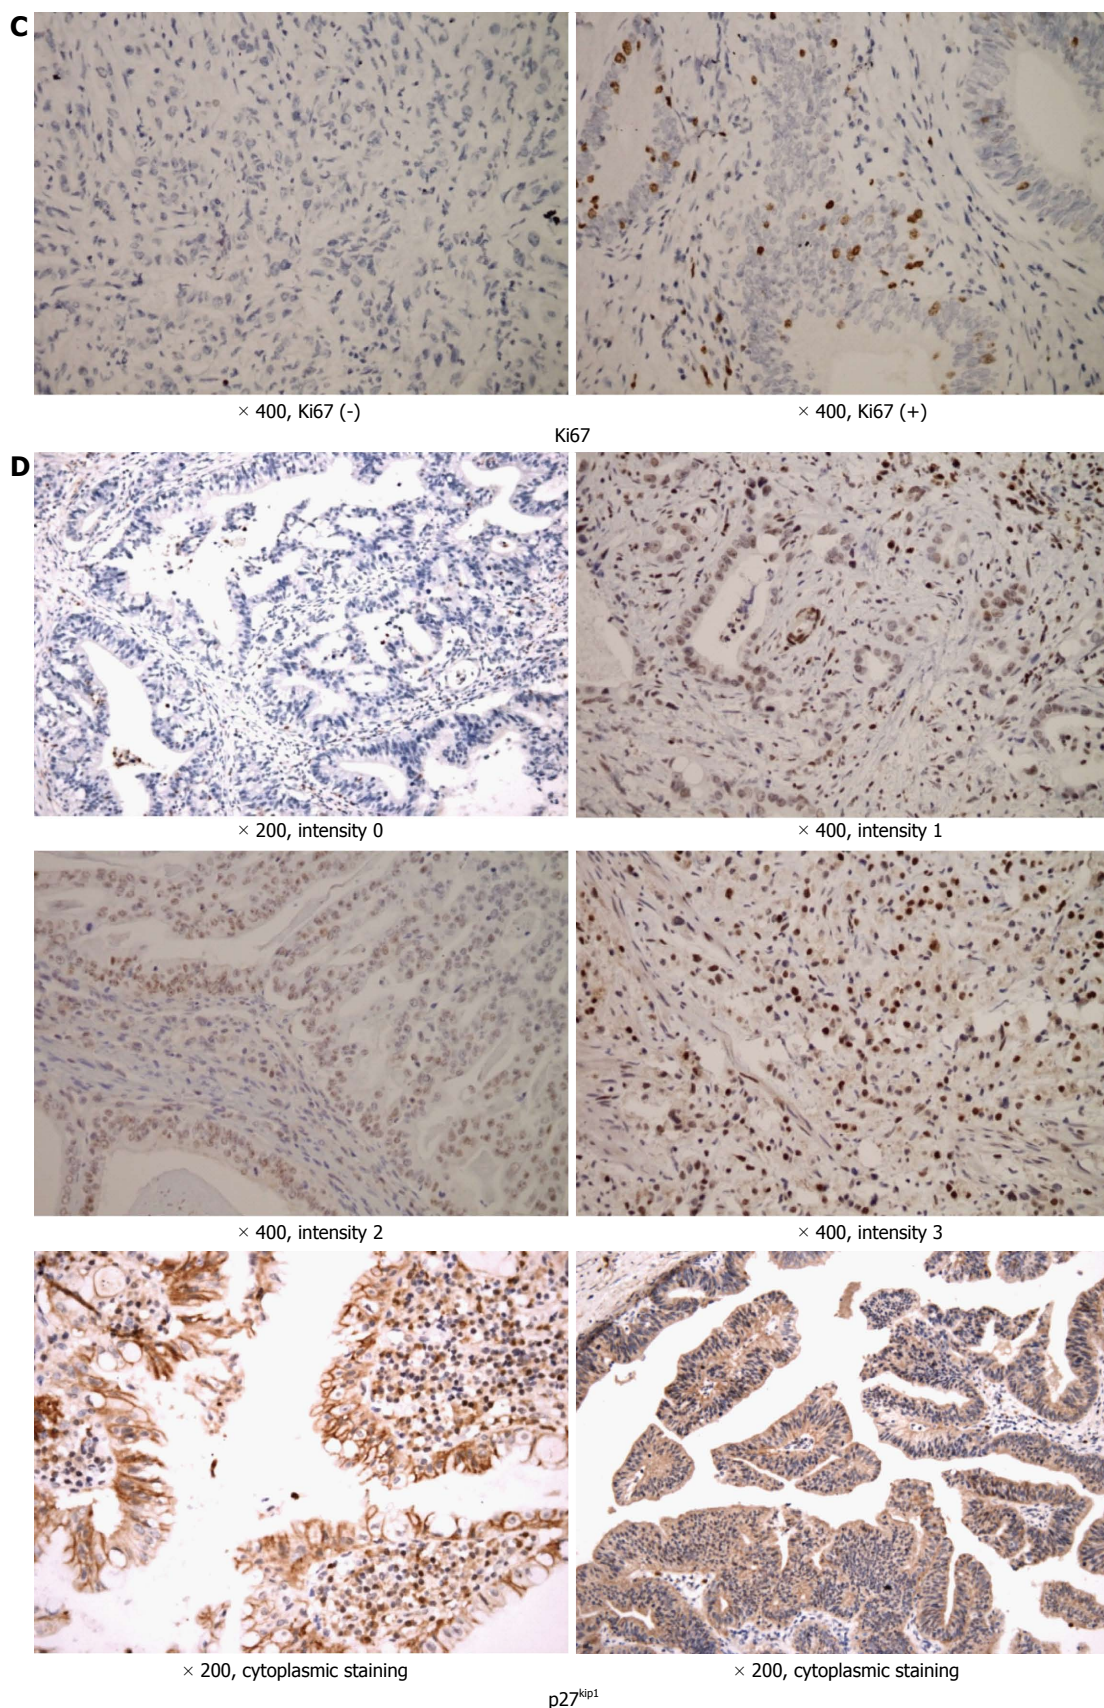 C
× 400, Ki67 (-)
× 400, Ki67 (+)
Ki67
D
× 200, intensity 0
× 400, intensity 1
× 400, intensity 2
× 400, intensity 3
× 200, cytoplasmic staining
× 200, cytoplasmic staining
p27kip1